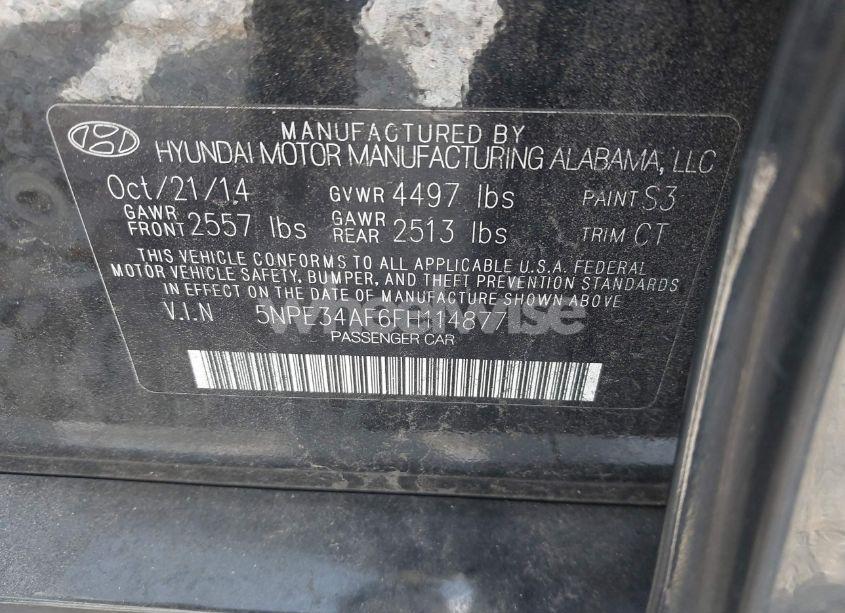 MANUFACTURED BY
HYUNDAI MOTOR MANUFACTURING ALABAMA, LLC
Oct/21/14 GVWR 4497 lbs PAINT S3
GAWR FRONT 2557 lbs GAWR REAR 2513 lbs TRIM CT
THIS VEHICLE CONFORMS TO ALL APPLICABLE U.S.A. FEDERAL
MOTOR VEHICLE SAFETY, BUMPER, AND THEFT PREVENTION STANDARDS
IN EFFECT ON THE DATE OF MANUFACTURE SHOWN ABOVE
V.I.N 5NPE34AF6FH114877
PASSENGER CAR